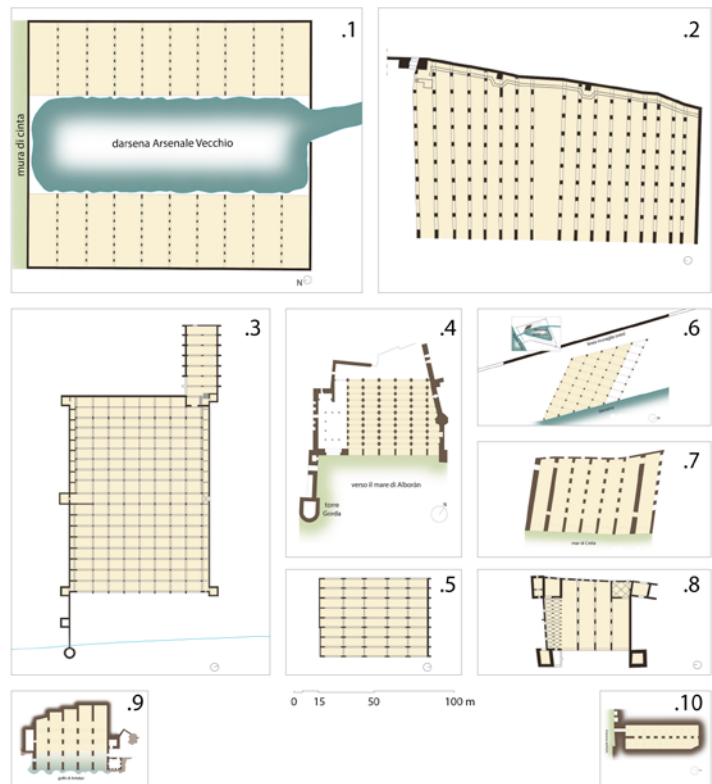 .1
mura di cinta
darsena Arsenale Vecchio
N
.2
.3
.4
verso il mare di Alborán
torre
Gorda
N
.5
.6
.7
mar di Cilicia
.8
0 15 50 100 m
.9
.10